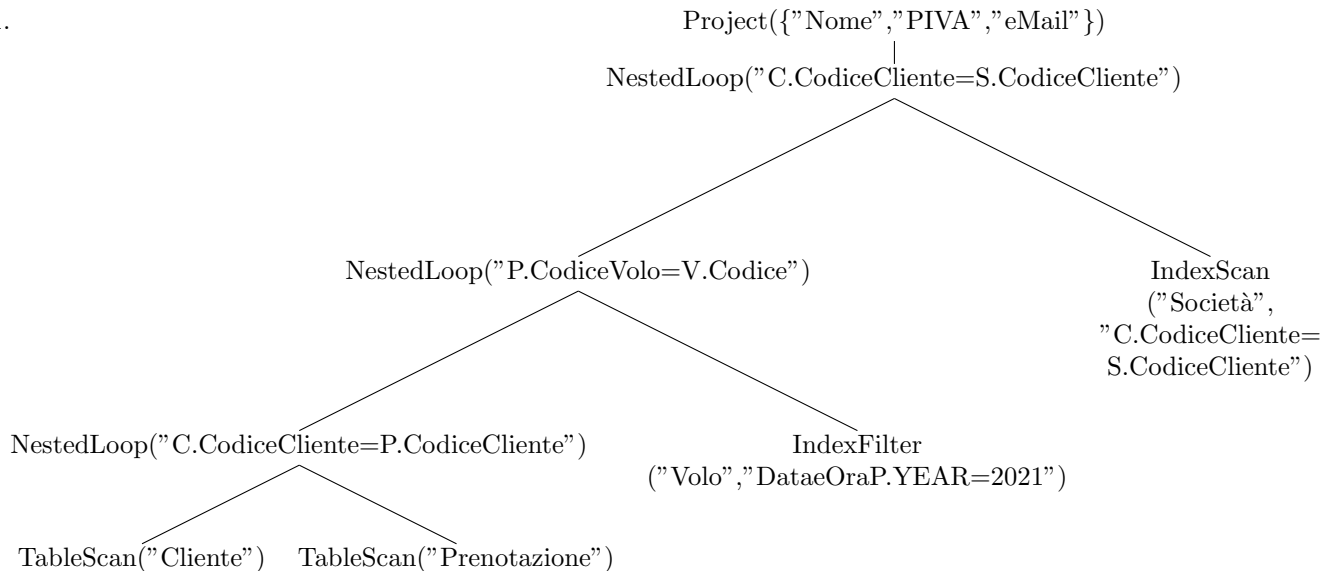 Project({”Nome”,”PIVA”,”eMail”})
NestedLoop(”C.CodiceCliente=S.CodiceCliente”)
NestedLoop(”P.CodiceVolo=V.Codice”)
IndexScan
(”Società”,
”C.CodiceCliente=
S.CodiceCliente”)
NestedLoop(”C.CodiceCliente=P.CodiceCliente”)
IndexFilter
(”Volo”,”DataeOraP.YEAR=2021”)
TableScan(”Cliente”)
TableScan(”Prenotazione”)